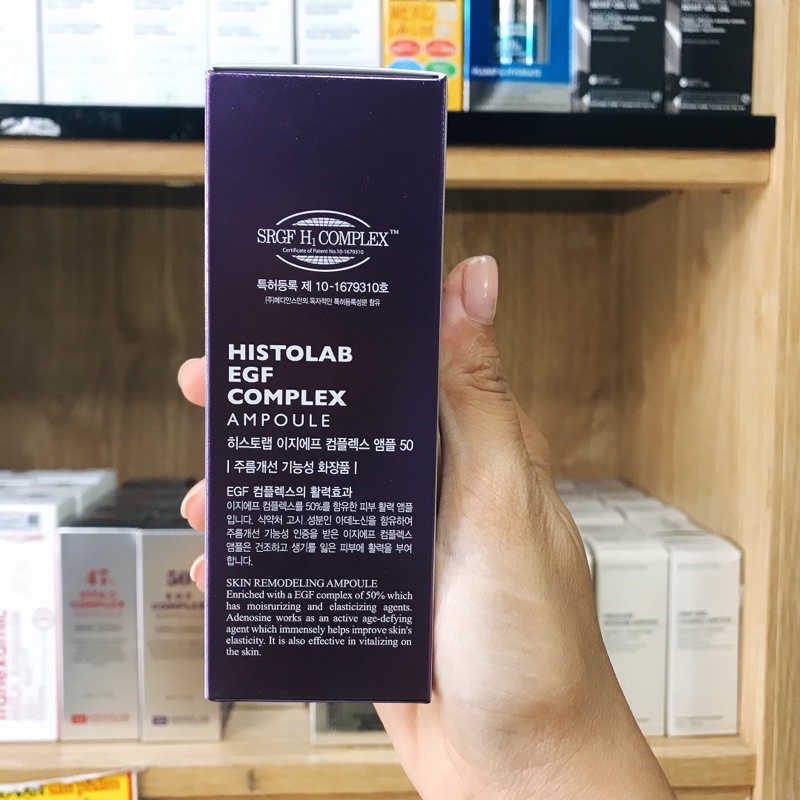 SRGF H1 COMPLEX™
Certificate of Patent No.10-1679310
특허등록 제 10-1679310호
(주)메디안스만의 독자적인 특허등록성분 함유
HISTOLAB
EGF
COMPLEX
AMPOULE
히스토랩 이지에프 컴플렉스 앰플 50
| 주름개선 기능성 화장품 |
EGF 컴플렉스의 활력효과
이지에프 컴플렉스를 50%를 함유한 피부 활력 앰플
입니다. 식약처 고시 성분인 아데노신을 함유하여
주름개선 기능성 인증을 받은 이지에프 컴플렉스
앰플은 건조하고 생기를 잃은 피부에 활력을 부여
합니다.
SKIN REMODELING AMPOULE
Enriched with a EGF complex of 50% which
has moisrurizing and elasticizing agents.
Adenosine works as an active age-defying
agent which immensely helps improve skin's
elasticity. It is also effective in vitalizing on
the skin.
COMPLEX
HISTOLAB